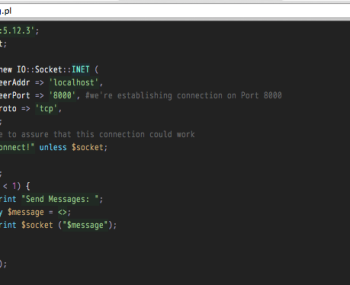 .pl
:5.12.3';
t;
new IO::Socket::INET (
eerAddr => 'localhost',
eerPort => '8000', #we're establishing connection on Port 8000
roto => 'tcp',
;
e to assure that this connection could work
onnect!" unless $socket;
;
< 1) {
rint "Send Messages: ";
y $message = <>;
rint $socket ("$message");
);